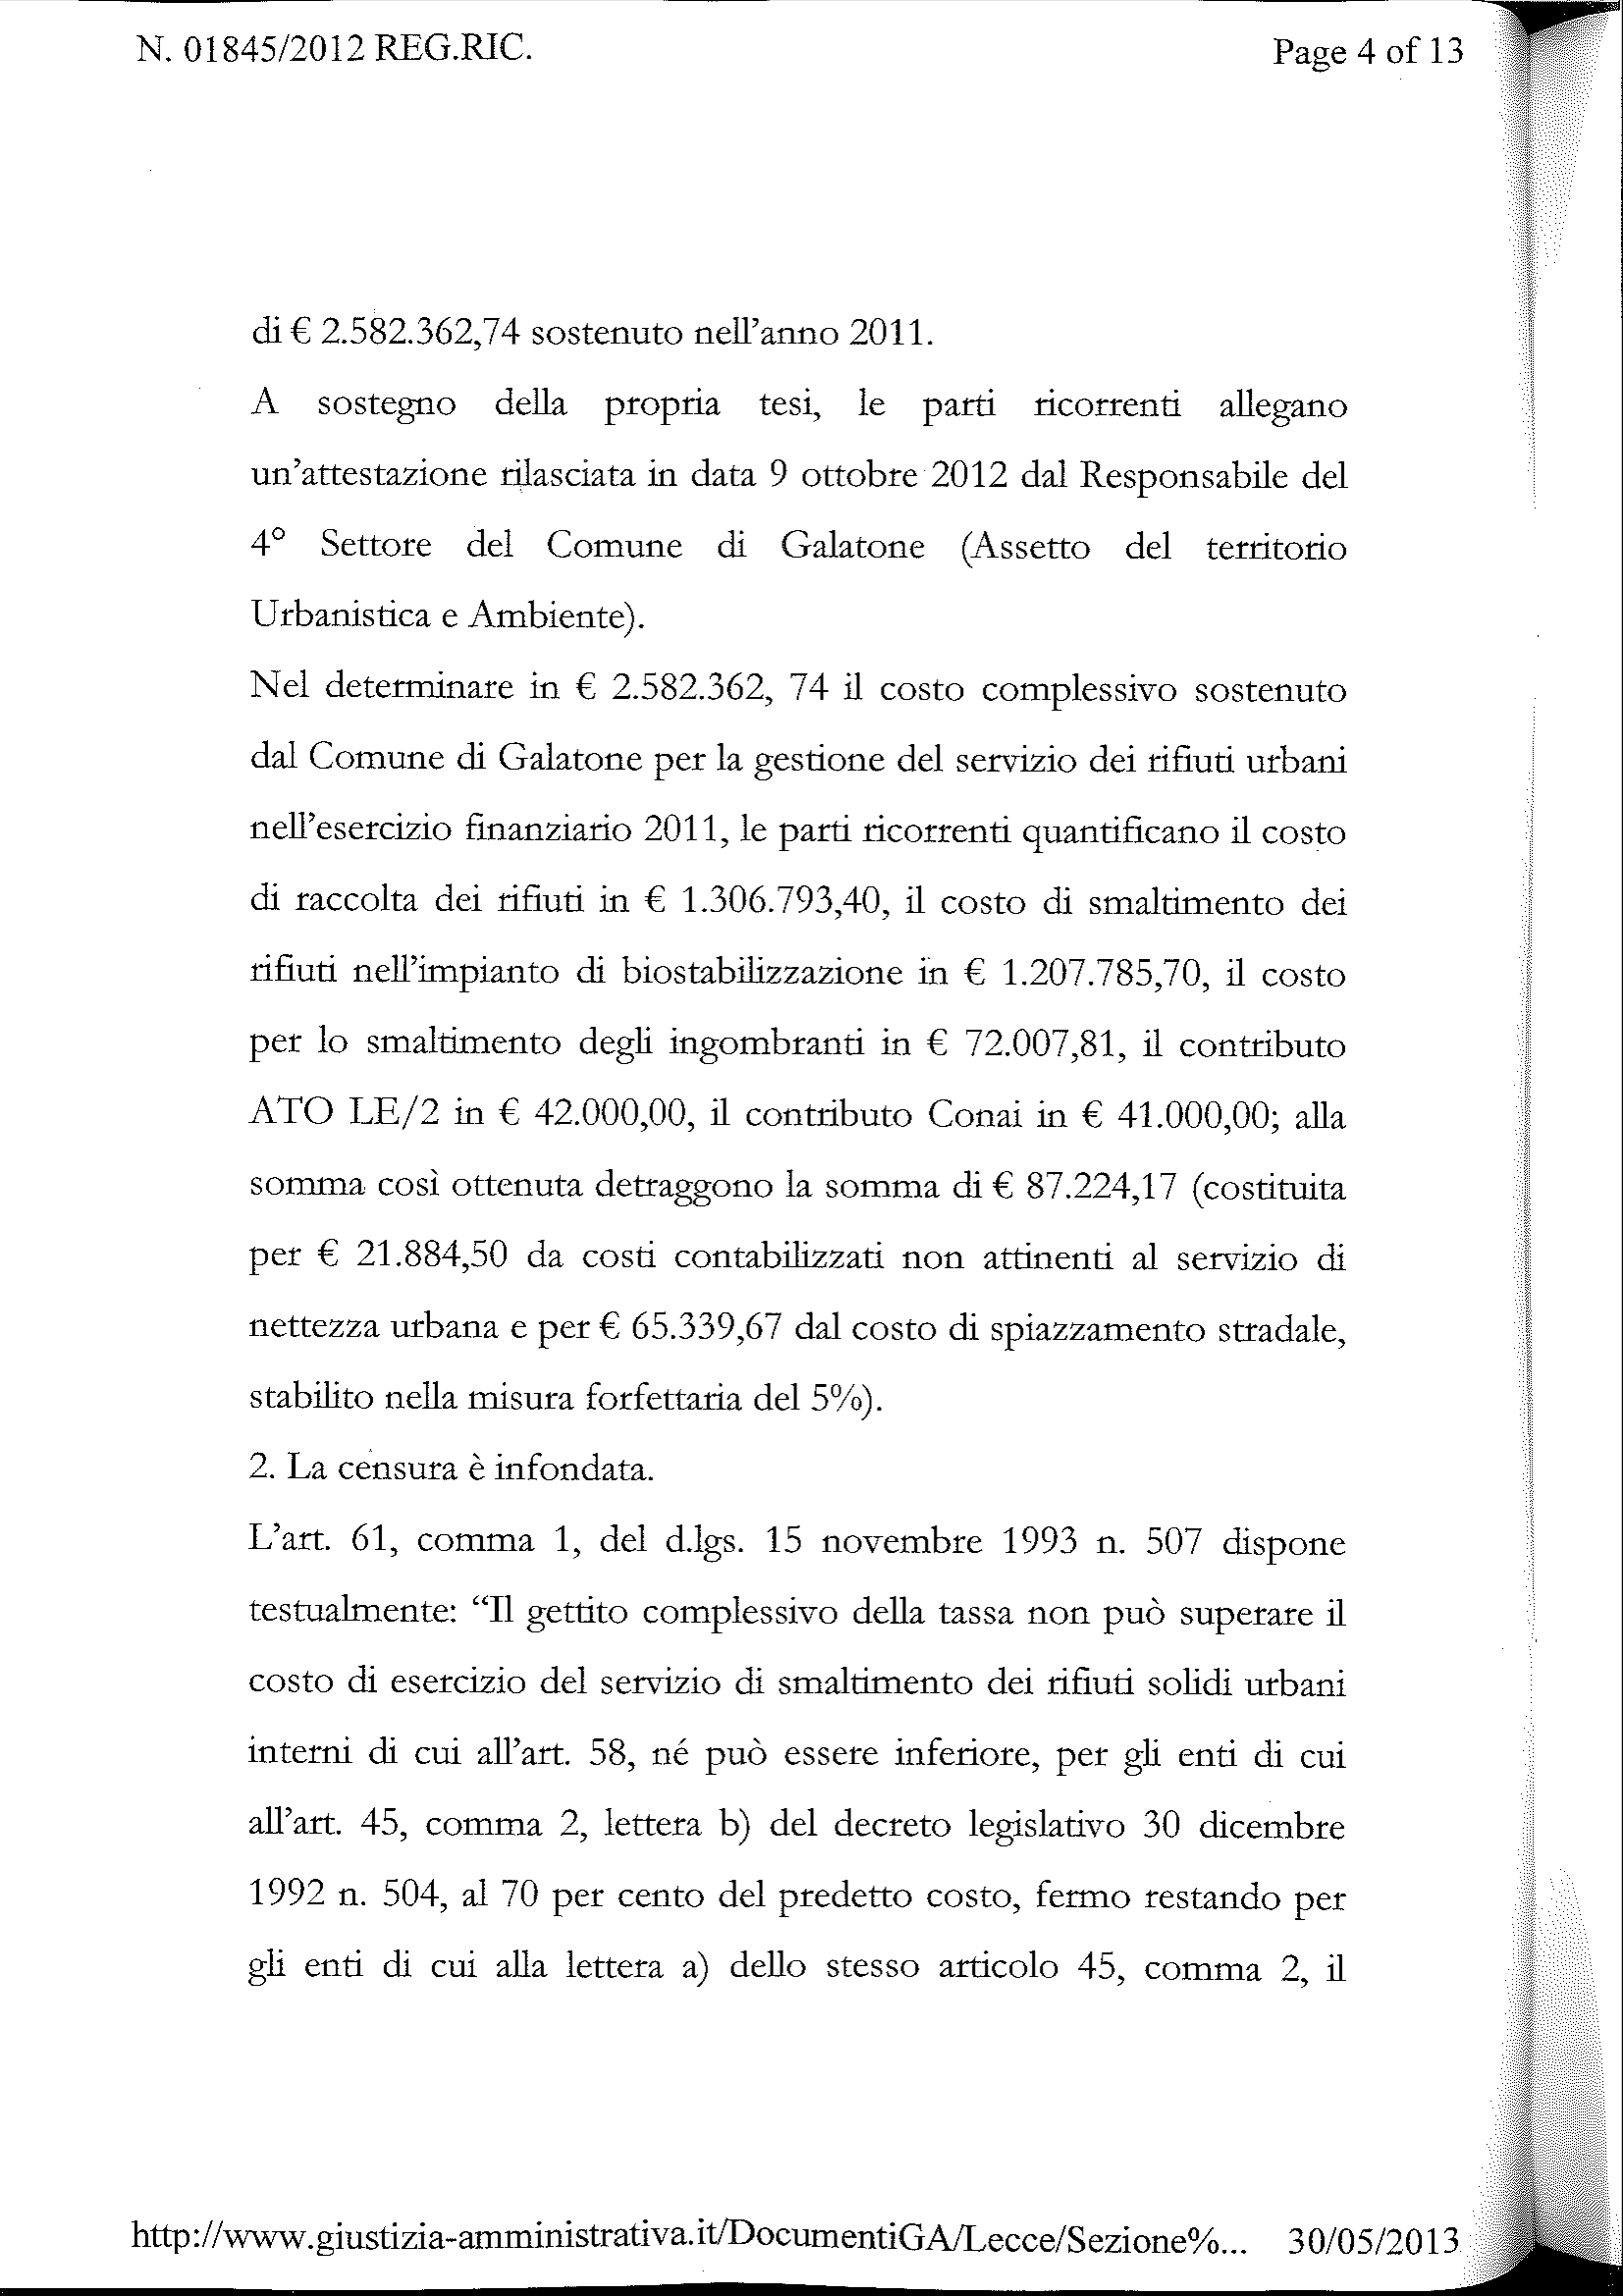 N. 01845/2012 REG.RIC. Page 4 of 13
di € 2.582.362,74 sostenuto nell'anno 2011.
A sostegno della propria tesi, le parti ricorrenti allegano
un'attestazione rilasciata in data 9 ottobre 2012 dal Responsabile del
4° Settore del Comune di Galatone (Assetto del territorio
Urbanistica e Ambiente).
Nel determinare in € 2.582.362, 74 il costo complessivo sostenuto
dal Comune di Galatone per la gestione del servizio dei rifiuti urbani
nell'esercizio finanziario 2011, le parti ricorrenti quantificano il costo
di raccolta dei rifiuti in € 1.306.793,40, il costo di smaltimento dei
rifiuti nell'impianto di biostabilizzazione in € 1.207.785,70, il costo
per lo smaltimento degli ingombranti in € 72.007,81, il contributo
ATO LE/2 in € 42.000,00, il contributo Conai in € 41.000,00; alla
somma così ottenuta detraggono la somma di € 87.224,17 (costituita
per € 21.884,50 da costi contabilizzati non attinenti al servizio di
nettezza urbana e per € 65.339,67 dal costo di spiazzamento stradale,
stabilito nella misura forfettaria del 5%).
2. La censura è infondata.
L'art. 61, comma 1, del d.lgs. 15 novembre 1993 n. 507 dispone
testualmente: “Il gettito complessivo della tassa non può superare il
costo di esercizio del servizio di smaltimento dei rifiuti solidi urbani
interni di cui all'art. 58, né può essere inferiore, per gli enti di cui
all'art. 45, comma 2, lettera b) del decreto legislativo 30 dicembre
1992 n. 504, al 70 per cento del predetto costo, fermo restando per
gli enti di cui alla lettera a) dello stesso articolo 45, comma 2, il
http://www.giustizia-amministrativa.it/DocumentiGA/Lecce/Sezione%... 30/05/2013